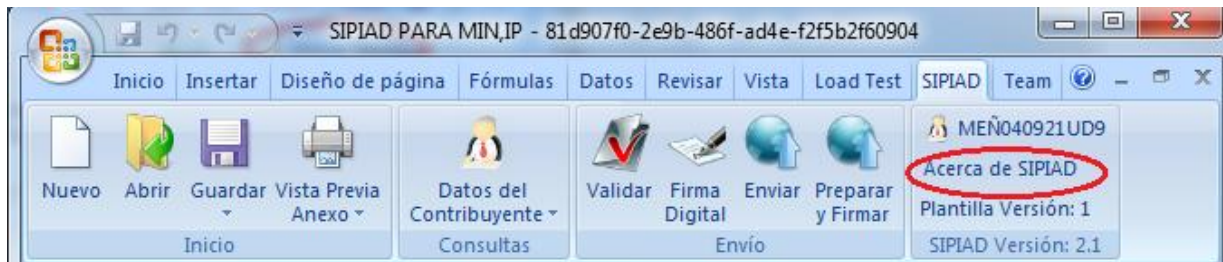 SIPIAD PARA MIN,IP - 81d907f0-2e9b-486f-ad4e-f2f5b2f60904
Inicio Insertar Diseño de página Fórmulas Datos Revisar Vista Load Test SIPIAD Team
Nuevo Abrir Guardar Vista Previa Anexo
Inicio
Datos del Contribuyente
Consultas
Validar Firma Digital Enviar Preparar y Firmar
Envío
MEÑ040921UD9
Acerca de SIPIAD
Plantilla Versión: 1
SIPIAD Versión: 2.1